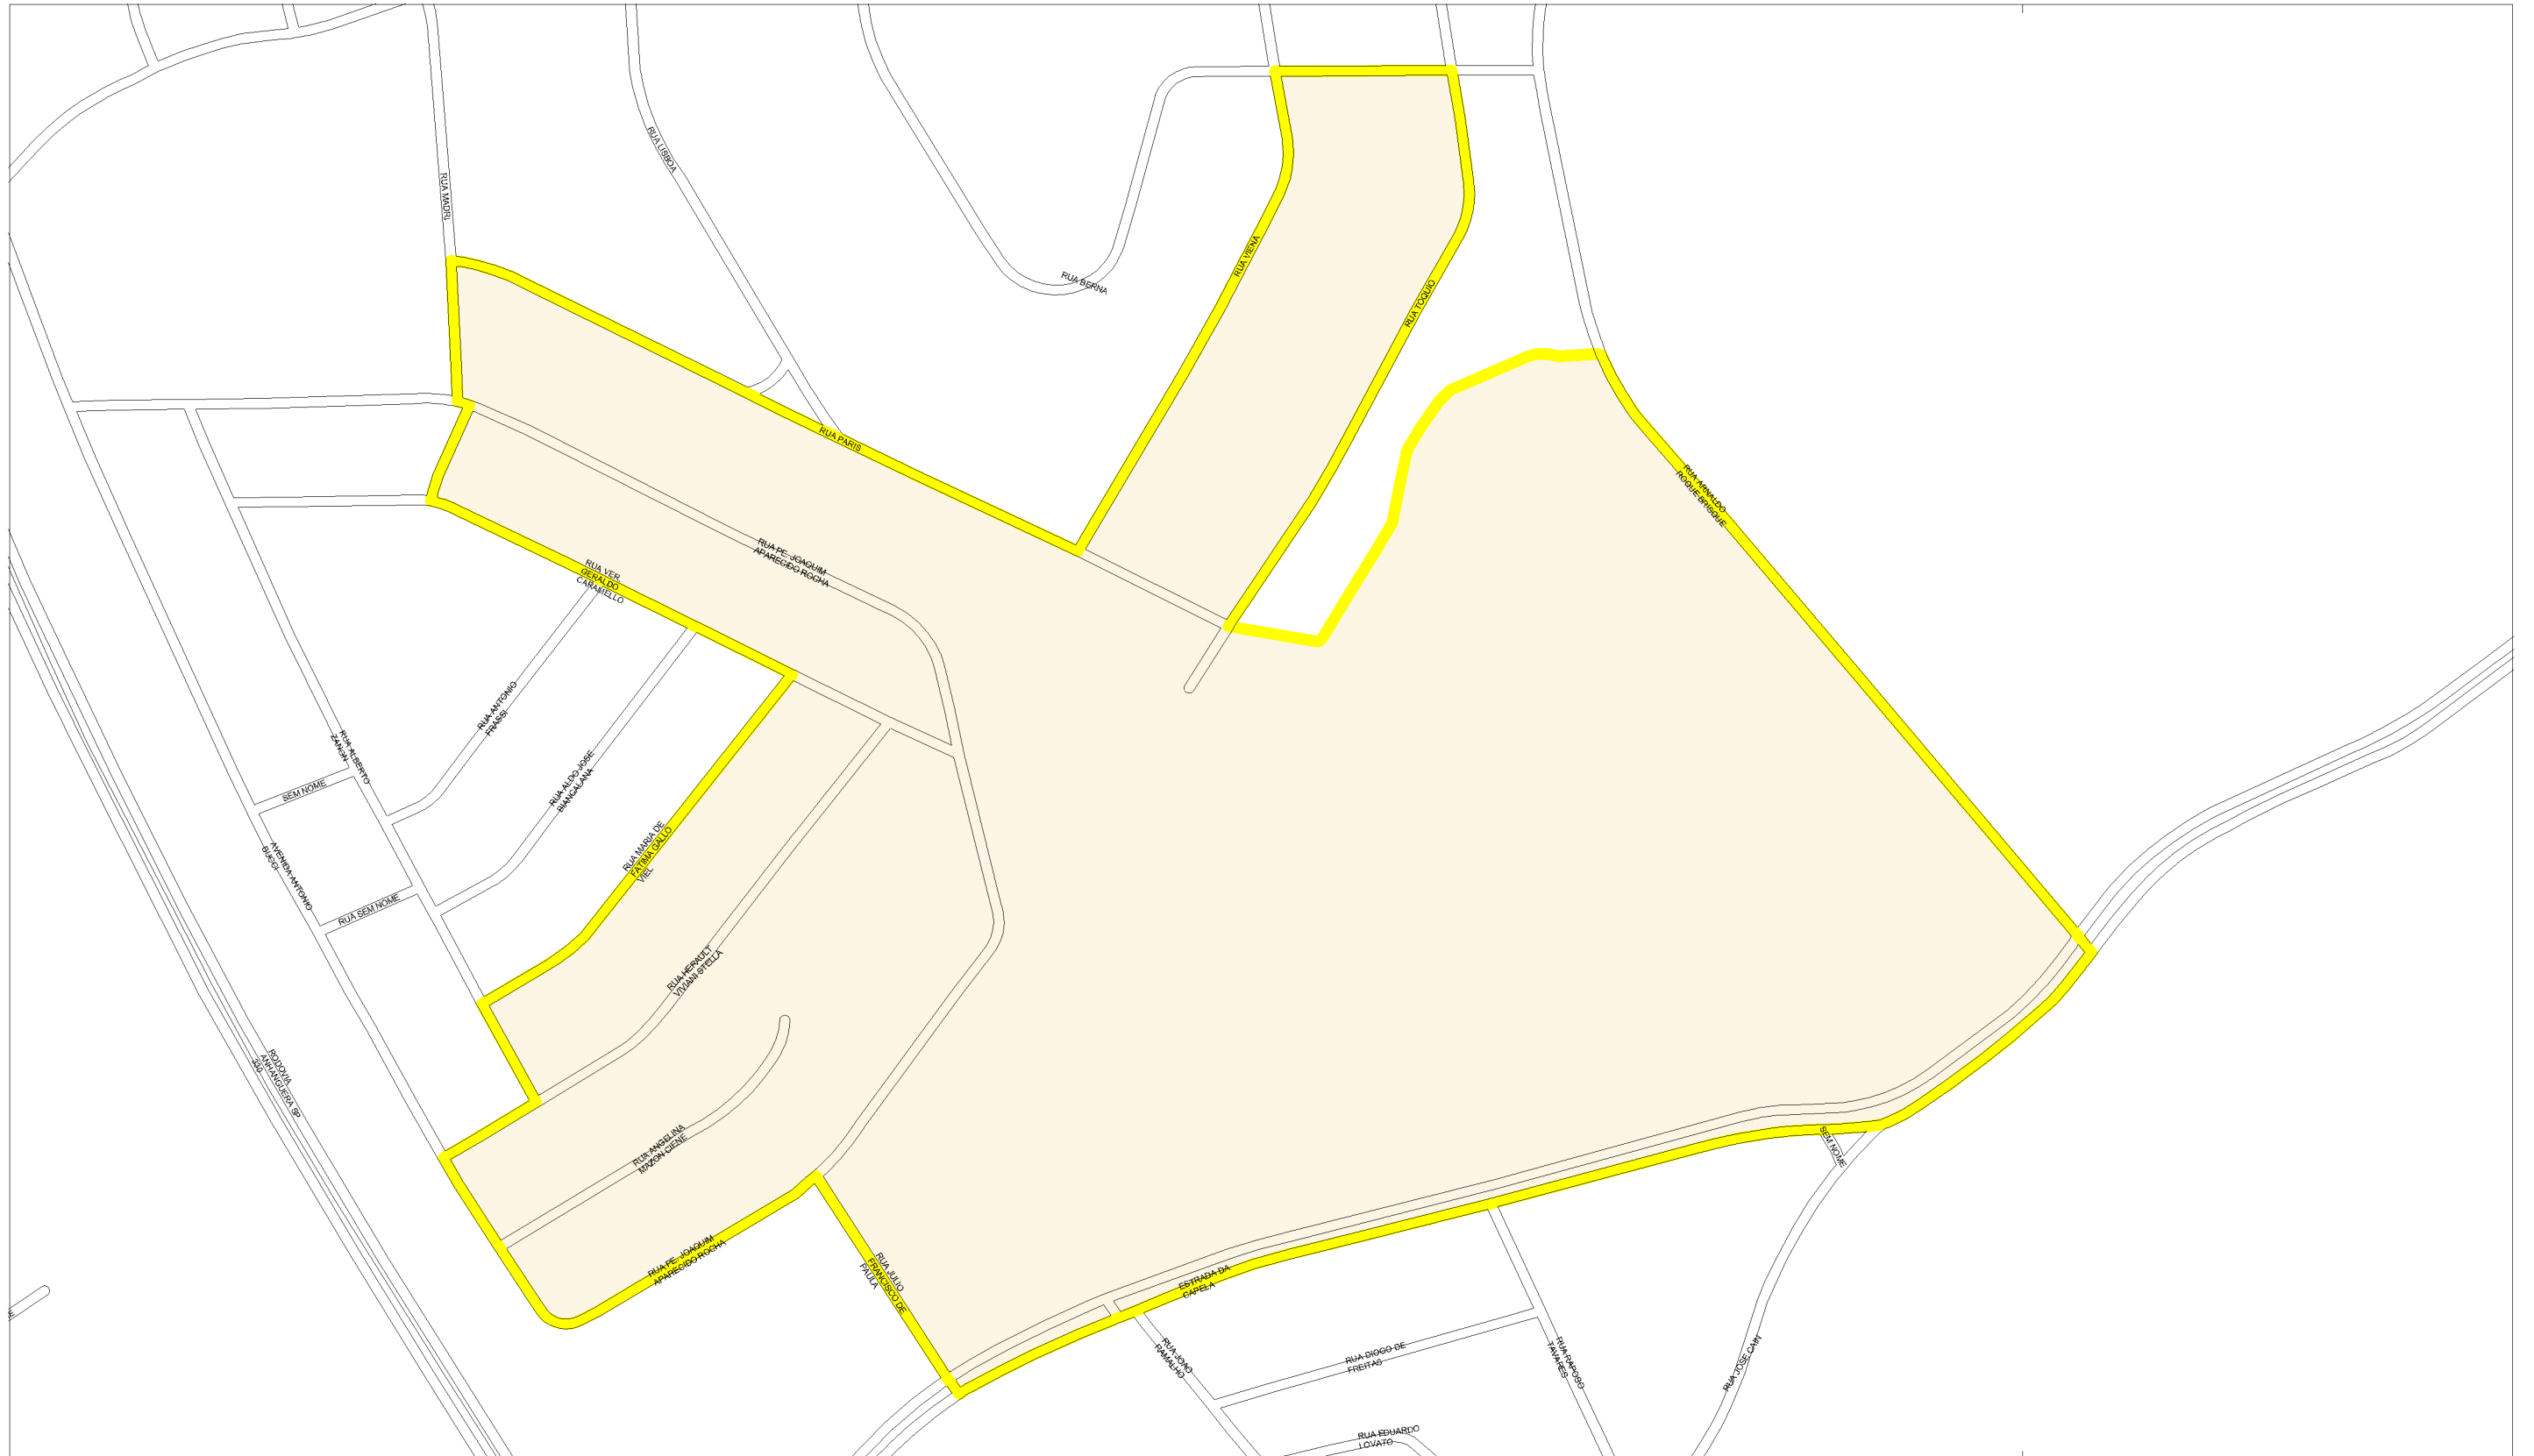 RUA LISBOA
RUA MADRI
RUA VIENA
RUA BERNA
RUA TOQUIO
RUA PARIS
RUA ARNALDO
ROQUE BRISQUE
RUA PE. JOAQUIM
APARECIDO ROCHA
RUA VER.
GERALDO
CARAMELLO
RUA ANTONIO
FRASSI
RUA ALBERTO
ZANON
RUA ALDO JOSE
BIANCALANA
SEM NOME
RUA MARIA DE
FATIMA GALLO
VIEL
AVENIDA ANTONIO
BUCCI
RUA SEM NOME
RUA HERAULT
VIVIANI STELLA
RODOVIA
ANHANGUERA SP
330
RUA ANGELINA
MAZON CIENE
SEM NOME
RUA PE. JOAQUIM
APARECIDO ROCHA
RUA JULIO
FRANCISCO DE
PAULA
ESTRADA DA
CAPELA
RUA JOAO
RAMALHO
RUA DIOGO DE
FREITAS
RUA RAPOSO
TAVARES
RUA JOSE CAIN
RUA EDUARDO
LOVATO